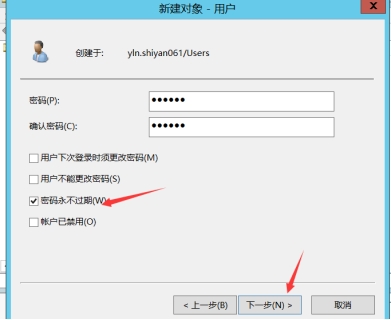 新建对象 - 用户
x
创建于: yln.shiyan061/Users
密码(P): ••••••
确认密码(C): ••••••
用户下次登录时须更改密码(M)
用户不能更改密码(S)
密码永不过期(W)
帐户已禁用(O)
< 上一步(B) 下一步(N) > 取消